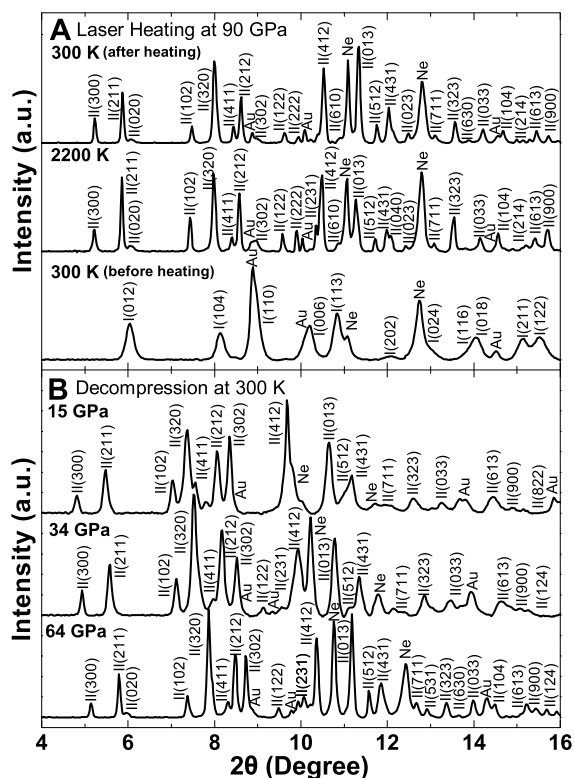 A Laser Heating at 90 GPa
300 K (after heating)
II(300)
II(211)
II(020)
II(102)
II(320)
II(411)
II(212)
Au
II(302)
II(122)
II(222)
Au
II(412)
II(610)
Ne
II(013)
II(512)
II(431)
II(023)
Ne
II(711)
II(323)
II(630)
II(033)
Au
II(104)
II(214)
II(613)
II(900)
2200 K
II(300)
II(211)
II(020)
II(102)
II(320)
II(411)
II(212)
Au
II(302)
II(122)
II(222)
Au
II(231)
II(412)
II(610)
Ne
II(013)
II(512)
II(431)
II(040)
II(023)
Ne
II(711)
II(323)
II(033)
Au
II(104)
II(214)
II(613)
II(900)
300 K (before heating)
I(012)
I(104)
Au
I(110)
Au
I(006)
I(113)
Ne
I(202)
Ne
I(024)
I(116)
I(018)
Au
I(211)
I(122)
B Decompression at 300 K
15 GPa
II(300)
II(211)
II(102)
II(320)
II(411)
II(212)
II(302)
Au
II(412)
Ne
II(013)
II(512)
II(431)
Ne
II(711)
II(323)
II(033)
Au
II(613)
II(900)
II(822)
Au
34 GPa
II(300)
II(211)
II(102)
II(320)
II(411)
II(212)
II(302)
Au
II(122)
Au
II(231)
II(412)
Ne
II(013)
II(512)
II(431)
Ne
II(711)
II(323)
II(033)
Au
II(613)
II(900)
II(124)
64 GPa
II(300)
II(211)
II(020)
II(102)
II(320)
II(411)
II(212)
II(302)
Au
II(122)
Au
II(231)
II(412)
Ne
II(013)
II(512)
II(431)
Ne
II(711)
II(531)
II(323)
II(630)
II(033)
Au
II(104)
II(613)
II(900)
II(124)
Intensity (a.u.)
Intensity (a.u.)
4 6 8 10 12 14 16
2θ (Degree)